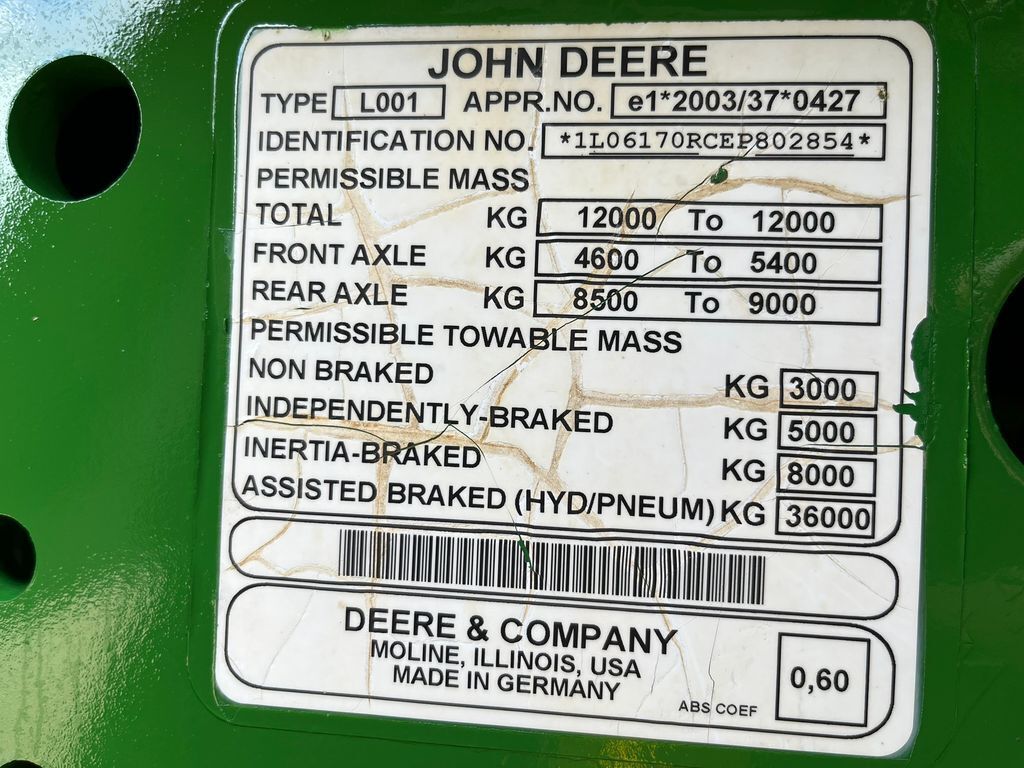 JOHN DEERE
TYPE L001 APPR.NO. e1*2003/37*0427
IDENTIFICATION NO. *1L06170RCEP802854*
PERMISSIBLE MASS
TOTAL KG 12000 To 12000
FRONT AXLE KG 4600 To 5400
REAR AXLE KG 8500 To 9000
PERMISSIBLE TOWABLE MASS
NON BRAKED KG 3000
INDEPENDENTLY-BRAKED KG 5000
INERTIA-BRAKED KG 8000
ASSISTED BRAKED (HYD/PNEUM) KG 36000
DEERE & COMPANY
MOLINE, ILLINOIS, USA
MADE IN GERMANY
ABS COEF 0,60